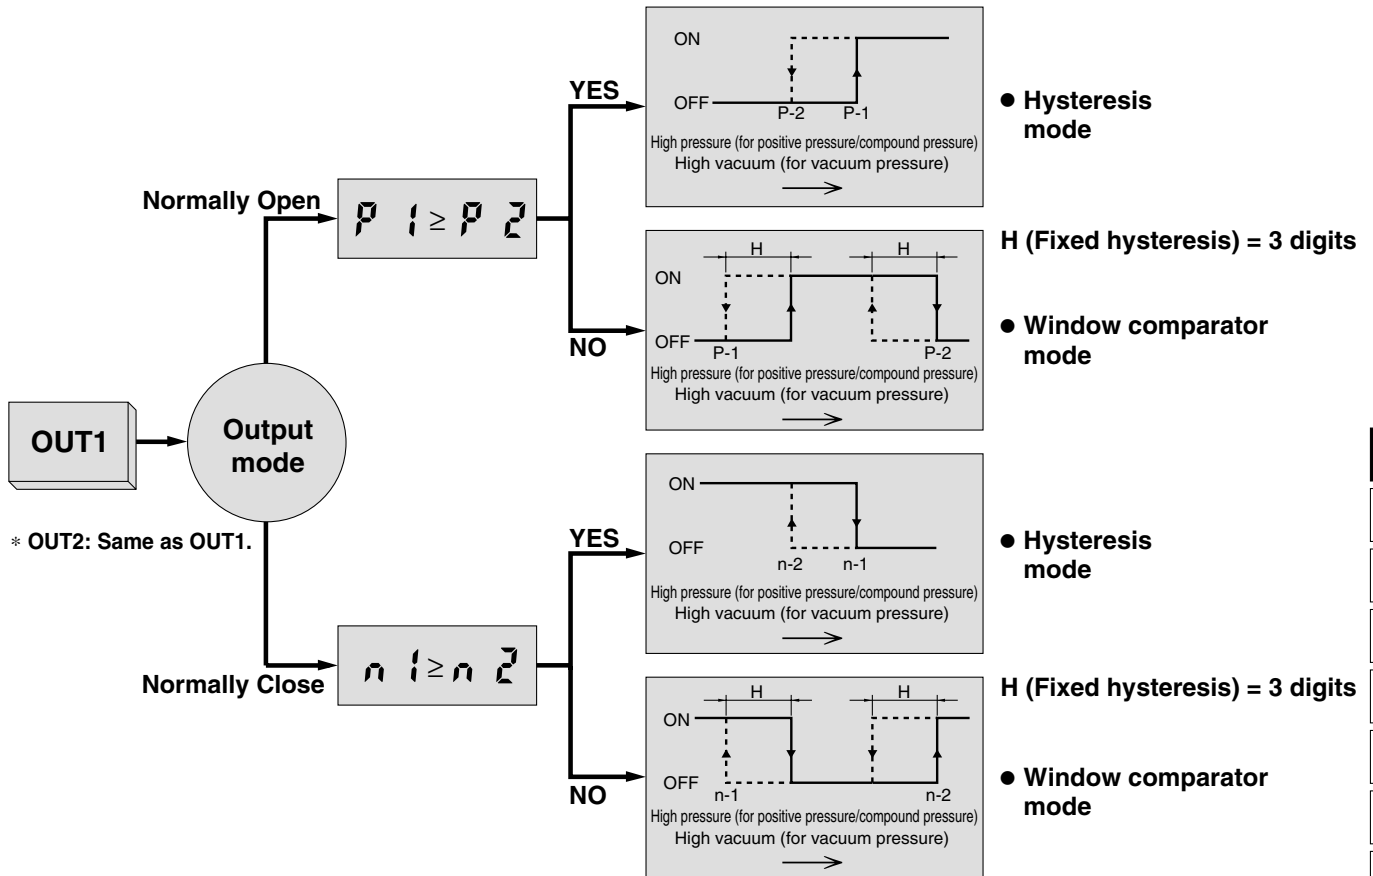 OUT1
* OUT2: Same as OUT1.
Output
mode
Normally Open
P 1 ≥ P 2
YES
ON
OFF
P-2 P-1
High pressure (for positive pressure/compound pressure)
High vacuum (for vacuum pressure)
● Hysteresis
mode
NO
H H
ON
OFF
P-1 P-2
High pressure (for positive pressure/compound pressure)
High vacuum (for vacuum pressure)
H (Fixed hysteresis) = 3 digits
● Window comparator
mode
Normally Close
n 1 ≥ n 2
YES
ON
OFF
n-2 n-1
High pressure (for positive pressure/compound pressure)
High vacuum (for vacuum pressure)
● Hysteresis
mode
NO
H H
ON
OFF
n-1 n-2
High pressure (for positive pressure/compound pressure)
High vacuum (for vacuum pressure)
H (Fixed hysteresis) = 3 digits
● Window comparator
mode